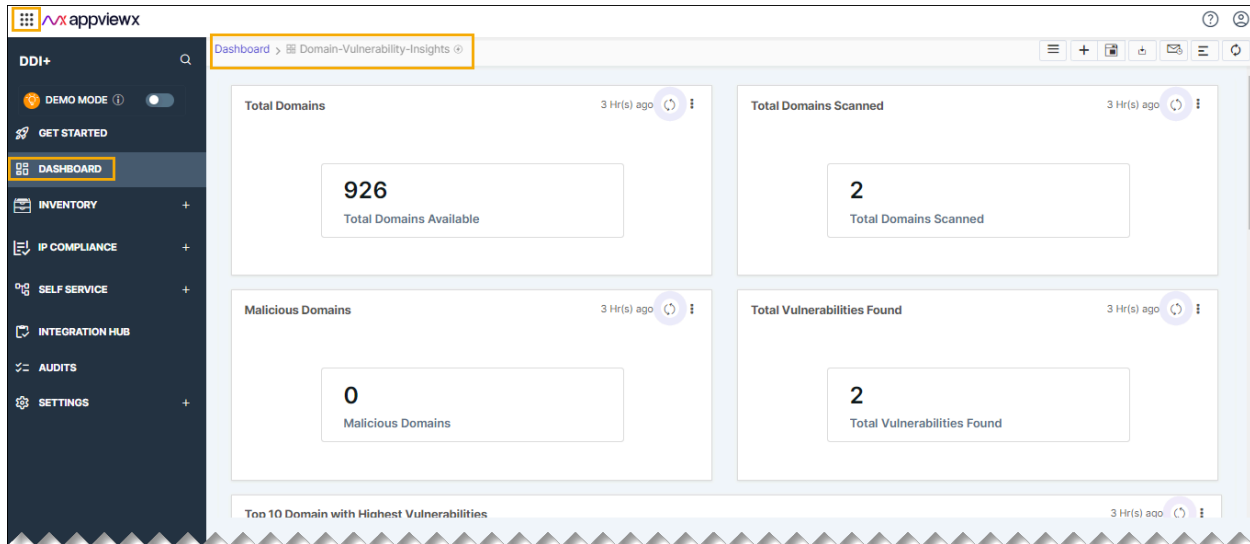 appviewx
DDI+
DEMO MODE
GET STARTED
DASHBOARD
INVENTORY +
IP COMPLIANCE +
SELF SERVICE +
INTEGRATION HUB
AUDITS
SETTINGS +
Dashboard > Domain-Vulnerability-Insights
Total Domains 3 Hr(s) ago
926
Total Domains Available
Total Domains Scanned 3 Hr(s) ago
2
Total Domains Scanned
Malicious Domains 3 Hr(s) ago
0
Malicious Domains
Total Vulnerabilities Found 3 Hr(s) ago
2
Total Vulnerabilities Found
Top 10 Domain with Highest Vulnerabilities 3 Hr(s) ago